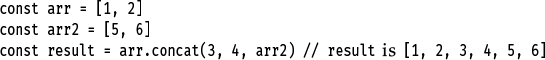 const arr = [1, 2]
const arr2 = [5, 6]
const result = arr.concat(3, 4, arr2) // result is [1, 2, 3, 4, 5, 6]